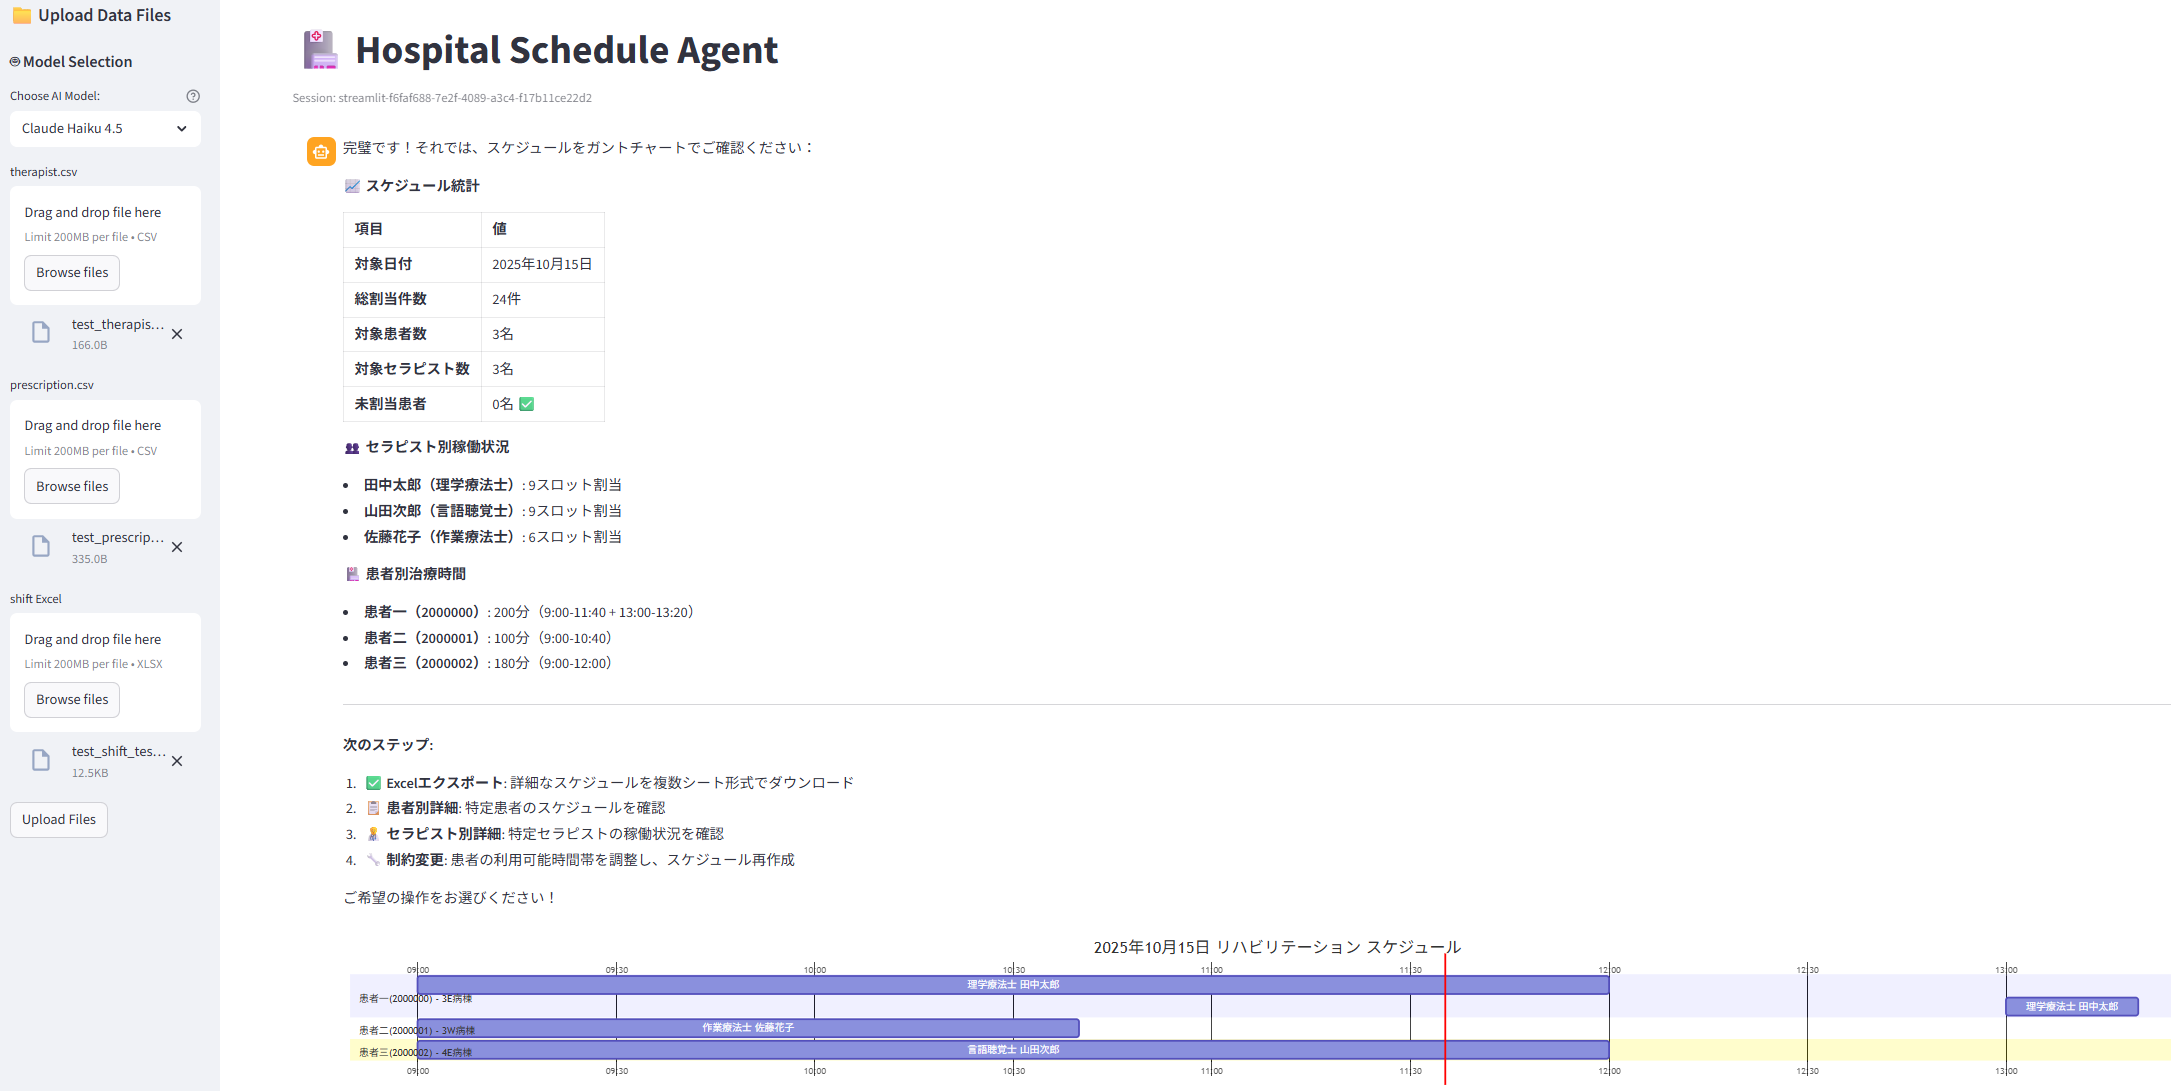 Upload Data Files
Model Selection
Choose AI Model:
Claude Haiku 4.5
therapist.csv
Drag and drop file here
Limit 200MB per file • CSV
Browse files
test_therapis...
166.0B
prescription.csv
Drag and drop file here
Limit 200MB per file • CSV
Browse files
test_prescrip...
335.0B
shift Excel
Drag and drop file here
Limit 200MB per file • XLSX
Browse files
test_shift_tes...
12.5KB
Upload Files
Hospital Schedule Agent
Session: streamlit-f6faf688-7e2f-4089-a3c4-f17b11ce22d2
完璧です！それでは、スケジュールをガントチャートでご確認ください：
スケジュール統計
項目 値
対象日付 2025年10月15日
総割当件数 24件
対象患者数 3名
対象セラピスト数 3名
未割当患者 0名 ✅
セラピスト別稼働状況
• 田中太郎（理学療法士）: 9スロット割当
• 山田次郎（言語聴覚士）: 9スロット割当
• 佐藤花子（作業療法士）: 6スロット割当
患者別治療時間
• 患者一（2000000）: 200分（9:00-11:40 + 13:00-13:20）
• 患者二（2000001）: 100分（9:00-10:40）
• 患者三（2000002）: 180分（9:00-12:00）
次のステップ:
1. ✅ Excelエクスポート: 詳細なスケジュールを複数シート形式でダウンロード
2. 患者別詳細: 特定患者のスケジュールを確認
3. セラピスト別詳細: 特定セラピストの稼働状況を確認
4. 制約変更: 患者の利用可能時間帯を調整し、スケジュール再作成
ご希望の操作をお選びください！
2025年10月15日 リハビリテーション スケジュール
09:00 09:30 10:00 10:30 11:00 11:30 12:00 12:30 13:00
理学療法士 田中太郎
患者一(2000000) - 3E病棟
理学療法士 田中太郎
患者二(2000001) - 3W病棟
作業療法士 佐藤花子
患者三(2000002) - 4E病棟
言語聴覚士 山田次郎
09:00 09:30 10:00 10:30 11:00 11:30 12:00 12:30 13:00